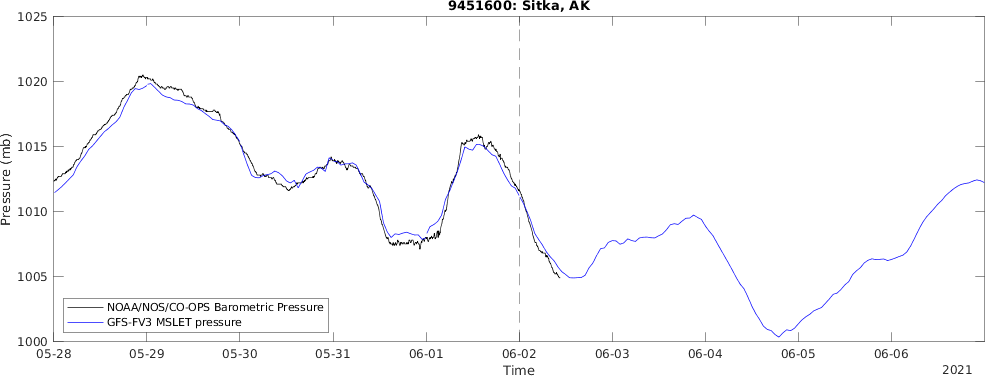 9451600: Sitka, AK
1025
1020
1015
1010
1005
1000
Pressure (mb)
NOAA/NOS/CO-OPS Barometric Pressure
GFS-FV3 MSLET pressure
05-28 05-29 05-30 05-31 06-01 06-02 06-03 06-04 06-05 06-06
Time
2021